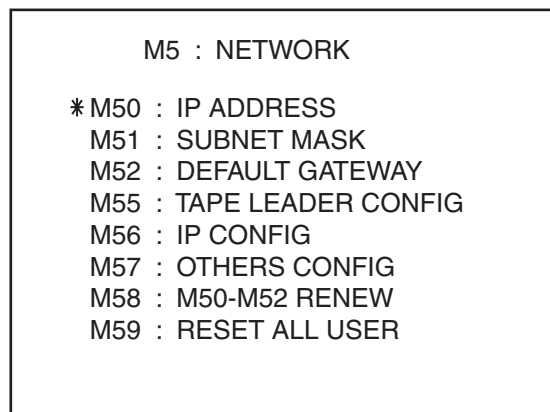 M5 : NETWORK
*M50 : IP ADDRESS
M51 : SUBNET MASK
M52 : DEFAULT GATEWAY
M55 : TAPE LEADER CONFIG
M56 : IP CONFIG
M57 : OTHERS CONFIG
M58 : M50-M52 RENEW
M59 : RESET ALL USER